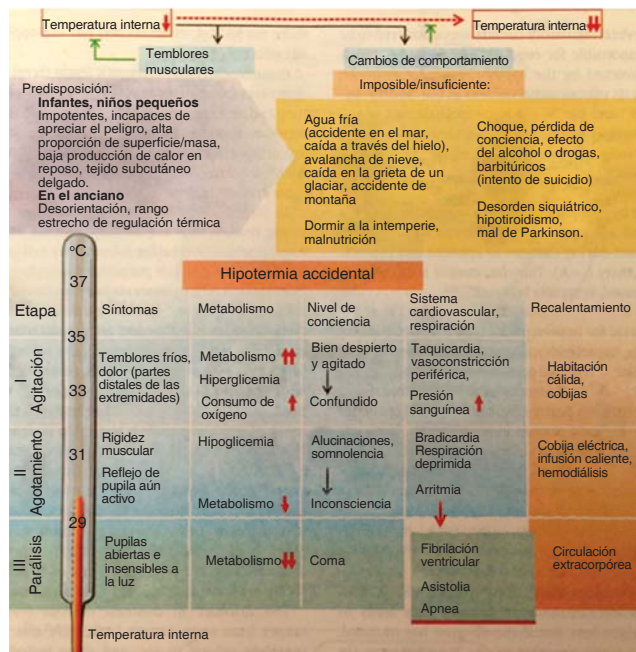 Temperatura interna
Temperatura interna
Temblores
musculares
Cambios de comportamiento
Imposible/insuficiente:
Predisposición:
Infantes, niños pequeños
Impotentes, incapaces de
apreciar el peligro, alta
proporción de superficie/masa,
baja producción de calor en
reposo, tejido subcutáneo
delgado.
En el anciano
Desorientación, rango
estrecho de regulación térmica
Agua fría
(accidente en el mar,
caída a través del hielo),
avalancha de nieve,
caída en la grieta de un
glaciar, accidente de
montaña
Dormir a la intemperie,
malnutrición
Choque, pérdida de
conciencia, efecto
del alcohol o drogas,
barbitúricos
(intento de suicidio)
Desorden siquiátrico,
hipotiroidismo,
mal de Parkinson.
°C
37
35
33
31
29
Hipotermia accidental
Etapa
Síntomas
Metabolismo
Nivel de
conciencia
Sistema
cardiovascular,
respiración
Recalentamiento
I
Agitación
Temblores fríos,
dolor (partes
distales de las
extremidades)
Metabolismo
Hiperglicemia
Consumo de
oxígeno
Bien despierto
y agitado
Confundido
Taquicardia,
vasoconstricción
periférica,
Presión
sanguínea
Habitación
cálida,
cobijas
II
Agotamiento
Rigidez
muscular
Reflejo de
pupila aún
activo
Hipoglicemia
Metabolismo
Alucinaciones,
somnolencia
Inconsciencia
Bradicardia
Respiración
deprimida
Arritmia
Cobija eléctrica,
infusión caliente,
hemodiálisis
III
Parálisis
Pupilas
abiertas e
insensibles a
la luz
Metabolismo
Coma
Fibrilación
ventricular
Asistolia
Apnea
Circulación
extracorpórea
Temperatura interna